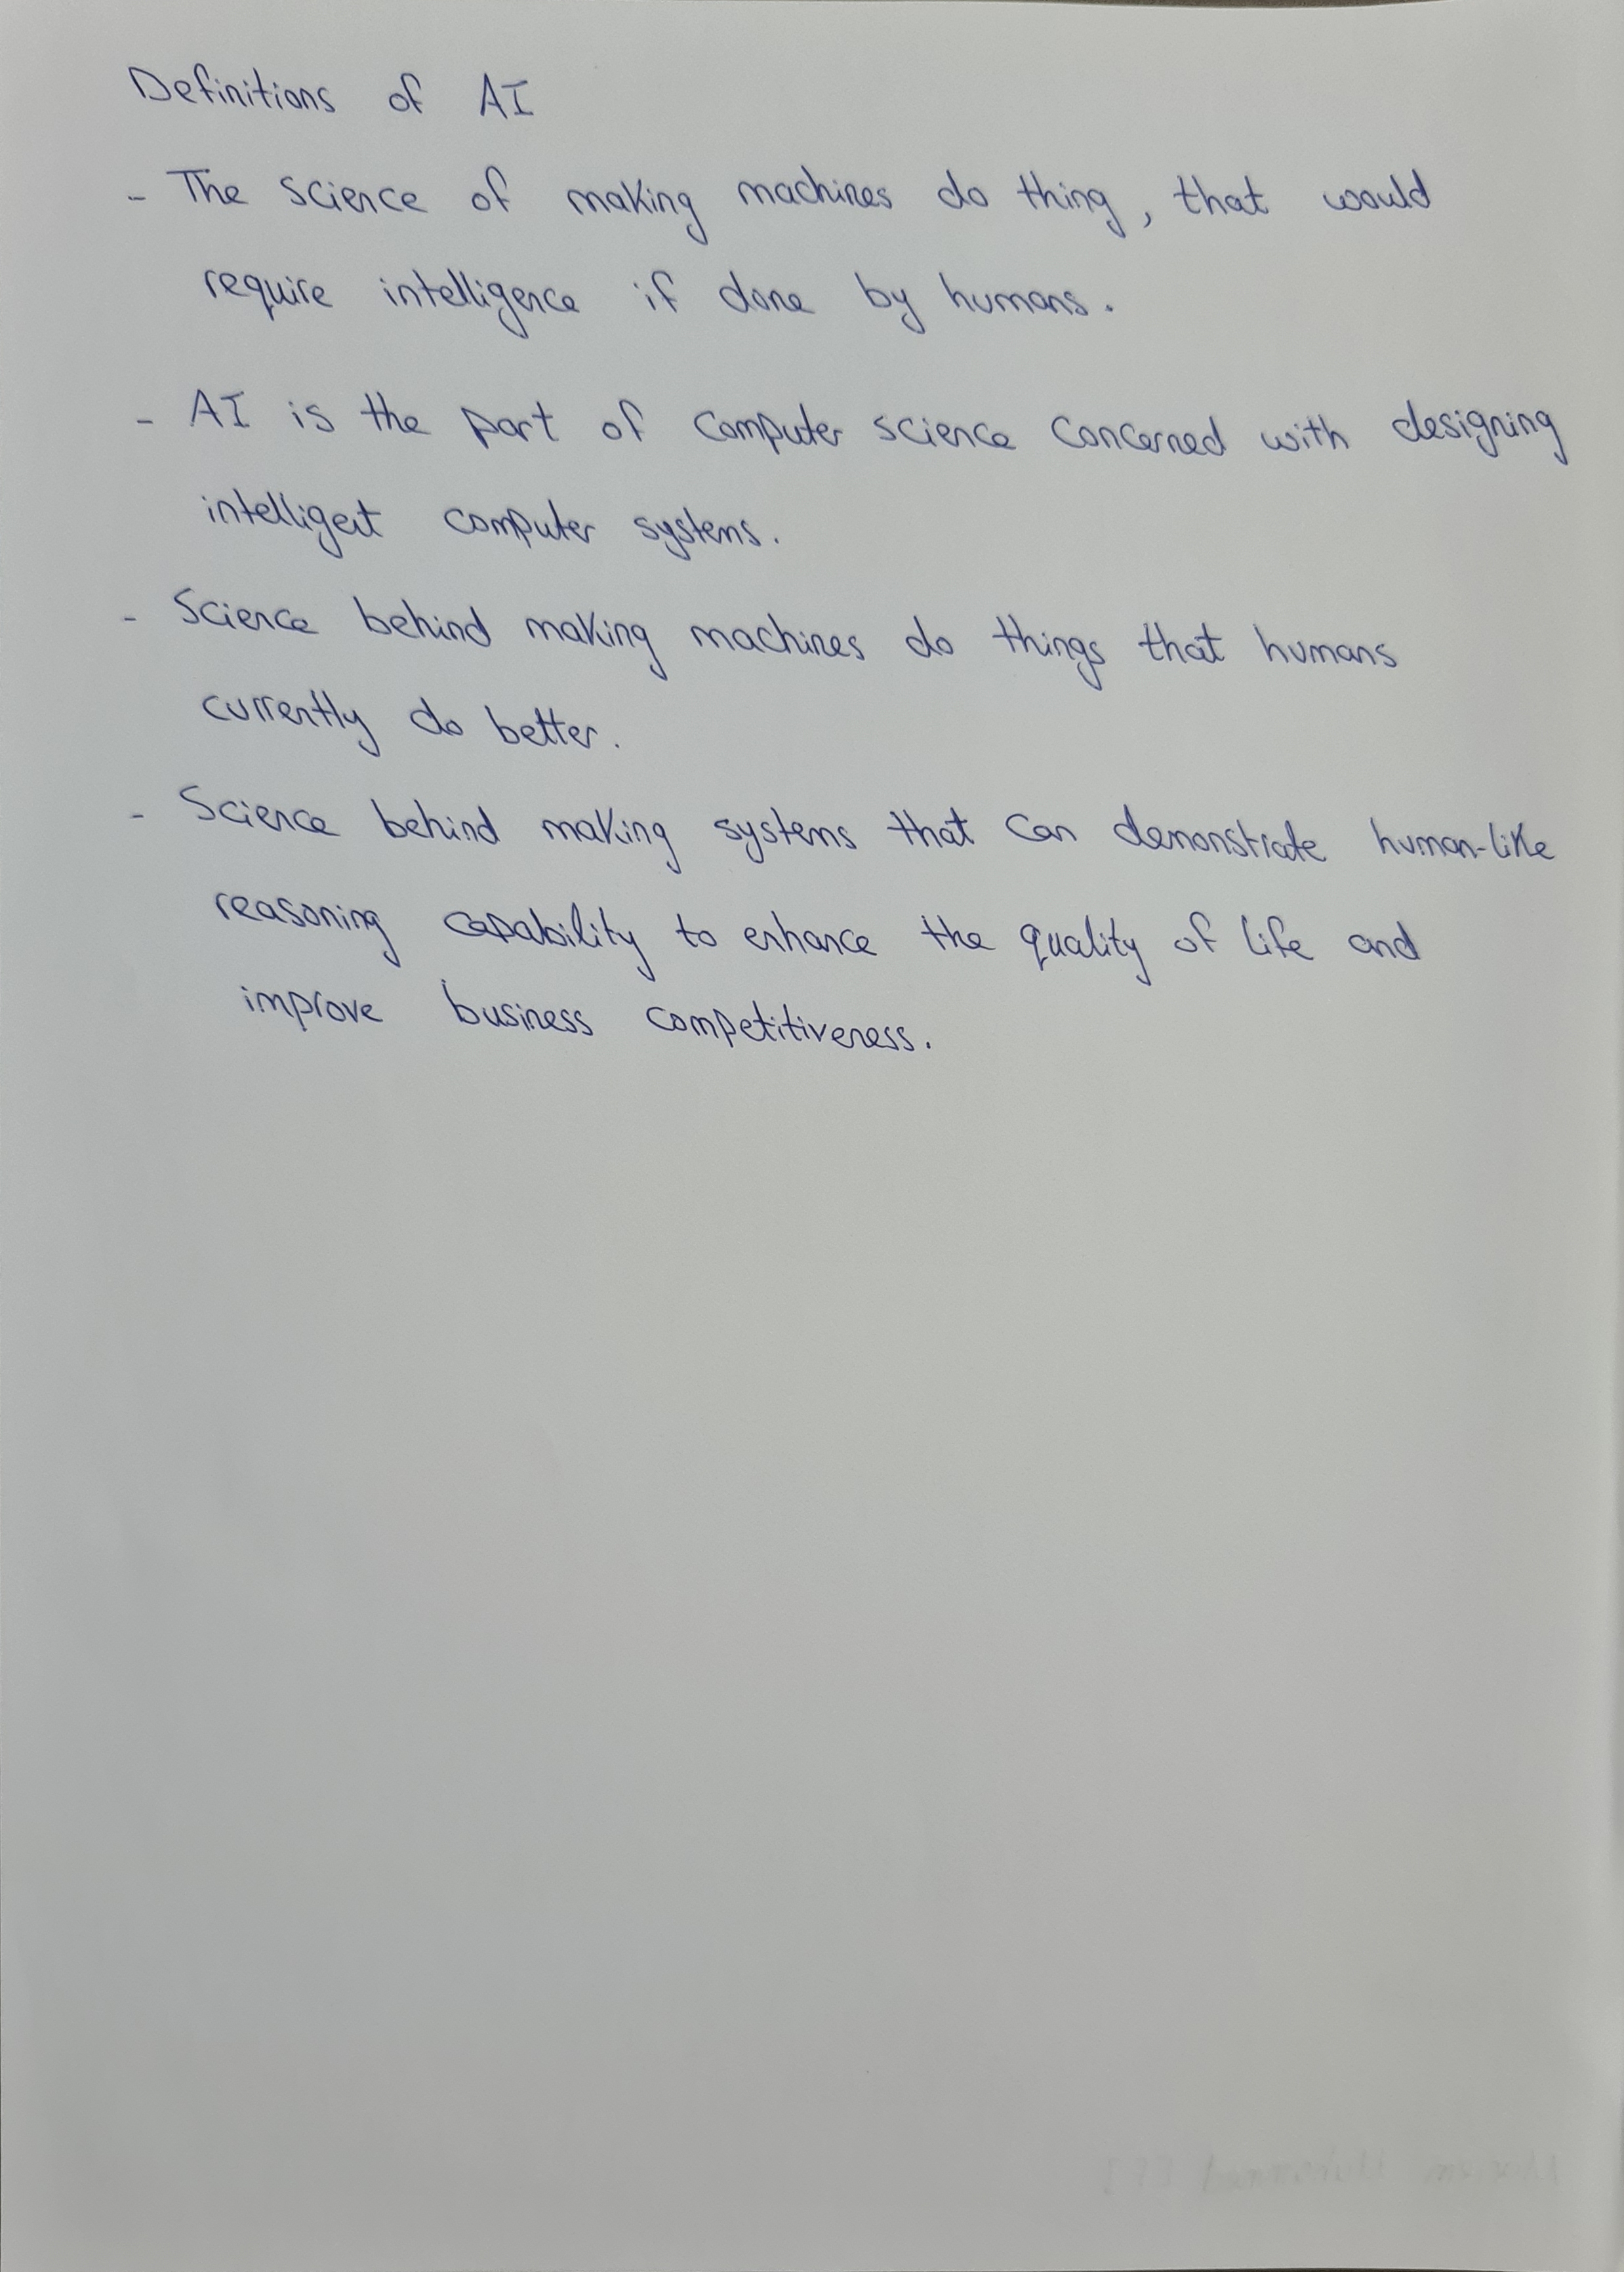 Definitions of AI
- The science of making machines do thing, that would
require intelligence if done by humans.
- AI is the part of computer science concerned with designing
intelligent computer systems.
- Science behind making machines do things that humans
currently do better.
- Science behind making systems that can demonstrate human-like
reasoning capability to enhance the quality of life and
improve business competitiveness.